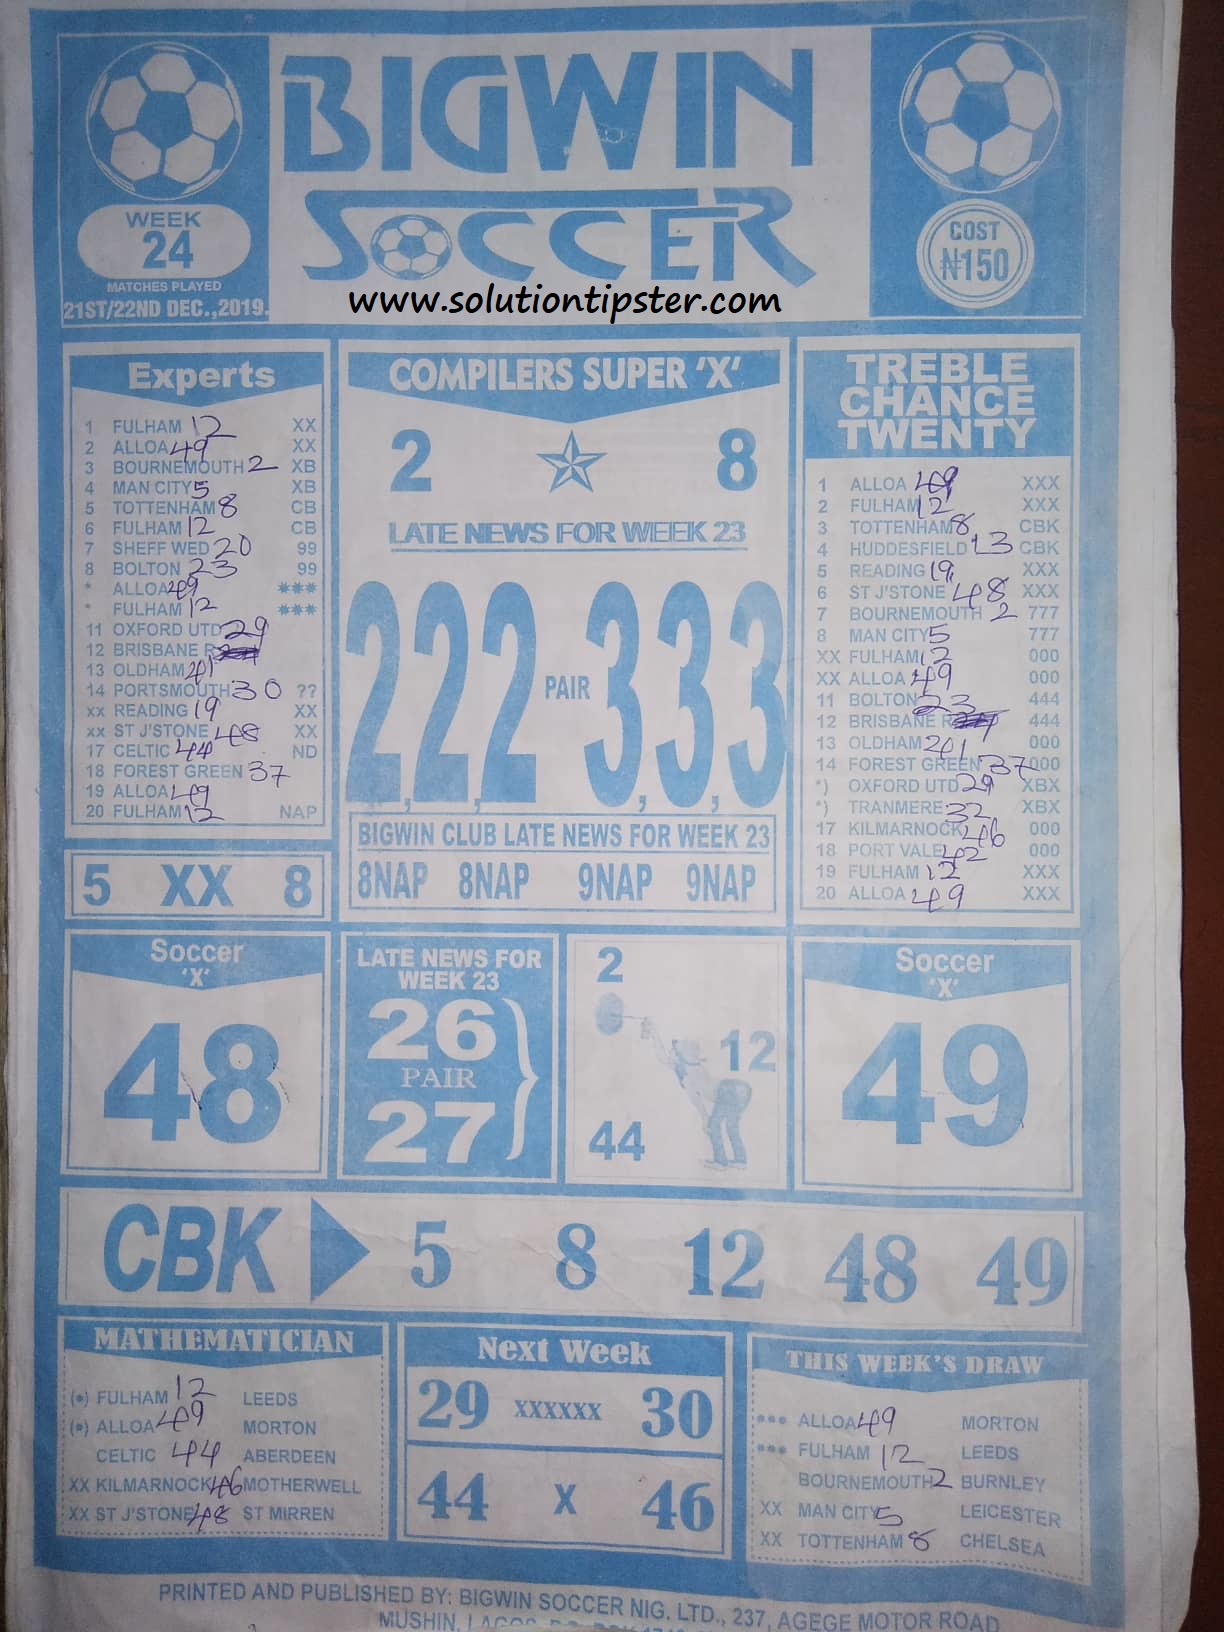 BIGWIN
SOCCER
WEEK
24
MATCHES PLAYED
21ST/22ND DEC.,2019.
COST
₦150
www.solutiontipster.com
Experts
1 FULHAM 12 XX
2 ALLOA 49 XX
3 BOURNEMOUTH 2 XB
4 MAN CITY 5 XB
5 TOTTENHAM 8 CB
6 FULHAM 12 CB
7 SHEFF WED 20 99
8 BOLTON 23 99
* ALLOA 49 ***
* FULHAM 12 ***
11 OXFORD UTD 29
12 BRISBANE R
13 OLDHAM 41
14 PORTSMOUTH 30 ??
xx READING 19 XX
xx ST J'STONE 48 XX
17 CELTIC 44 ND
18 FOREST GREEN 37
19 ALLOA 49
20 FULHAM 12 NAP
5 XX 8
COMPILERS SUPER 'X'
2 8
LATE NEWS FOR WEEK 23
2,2,2 PAIR 3,3,3
BIGWIN CLUB LATE NEWS FOR WEEK 23
8NAP 8NAP 9NAP 9NAP
TREBLE
CHANCE
TWENTY
1 ALLOA 49 XXX
2 FULHAM 12 XXX
3 TOTTENHAM 8 CBK
4 HUDDESFIELD 13 CBK
5 READING 19 XXX
6 ST J'STONE 48 XXX
7 BOURNEMOUTH 2 777
8 MAN CITY 5 777
XX FULHAM 12 000
XX ALLOA 49 000
11 BOLTON 23 444
12 BRISBANE R 444
13 OLDHAM 41 000
14 FOREST GREEN 37 000
*) OXFORD UTD 29 XBX
*) TRANMERE 32 XBX
17 KILMARNOCK 46 000
18 PORT VALE 42 000
19 FULHAM 12 XXX
20 ALLOA 49 XXX
Soccer
'X'
48
LATE NEWS FOR
WEEK 23
26
PAIR
27
2
12
44
Soccer
'X'
49
CBK 5 8 12 48 49
MATHEMATICIAN
(•) FULHAM 12 LEEDS
(•) ALLOA 49 MORTON
CELTIC 44 ABERDEEN
XX KILMARNOCK 46 MOTHERWELL
XX ST J'STONE 48 ST MIRREN
Next Week
29 XXXXXX 30
44 X 46
THIS WEEK'S DRAW
*** ALLOA 49 MORTON
*** FULHAM 12 LEEDS
BOURNEMOUTH 2 BURNLEY
XX MAN CITY 5 LEICESTER
XX TOTTENHAM 8 CHELSEA
PRINTED AND PUBLISHED BY: BIGWIN SOCCER NIG. LTD., 237, AGEGE MOTOR ROAD
MUSHIN,